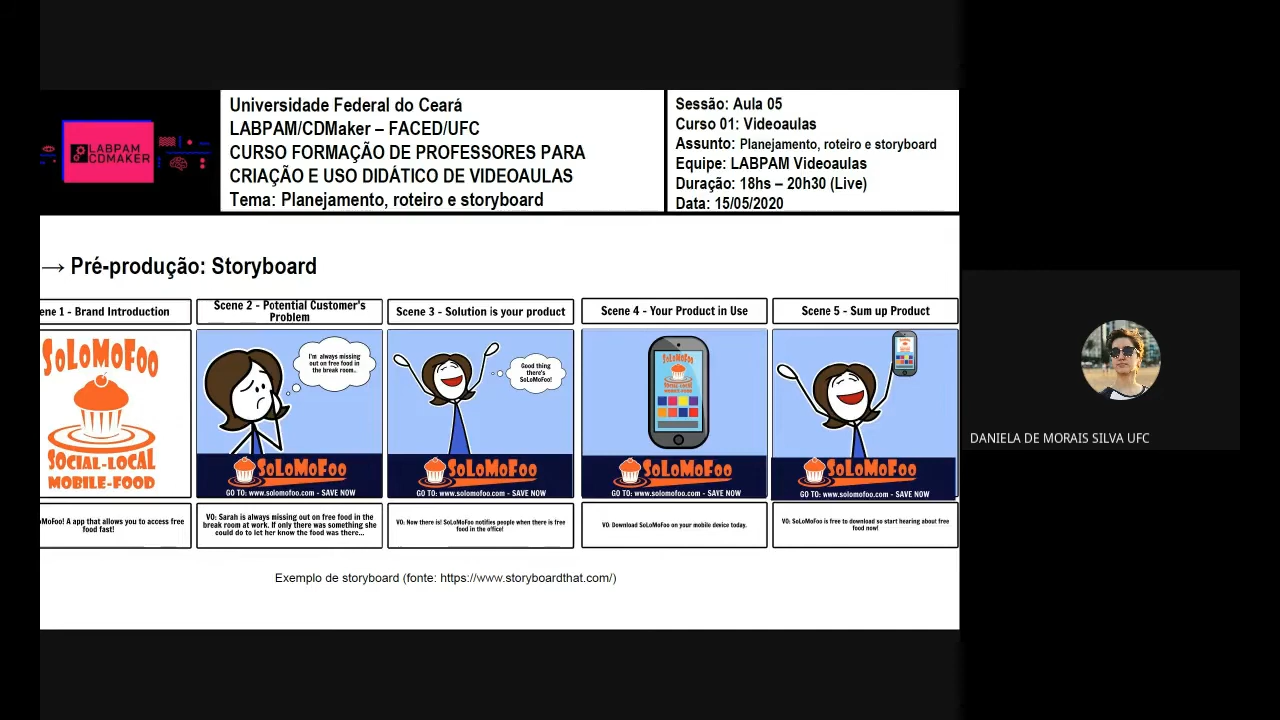 LABPAM
CDMAKER
Universidade Federal do Ceará
LABPAM/CDMaker – FACED/UFC
CURSO FORMAÇÃO DE PROFESSORES PARA
CRIAÇÃO E USO DIDÁTICO DE VIDEOAULAS
Tema: Planejamento, roteiro e storyboard
Sessão: Aula 05
Curso 01: Videoaulas
Assunto: Planejamento, roteiro e storyboard
Equipe: LABPAM Videoaulas
Duração: 18hs – 20h30 (Live)
Data: 15/05/2020
→ Pré-produção: Storyboard
ene 1 - Brand Introduction
SoLoMoFoo
SOCIAL-LOCAL
MOBILE-FOOD
oMoFoo! A app that allows you to access free
food fast!
Scene 2 - Potential Customer's
Problem
I'm always missing
out on free food in
the break room..
SoLoMoFoo
GO TO: www.solomofoo.com - SAVE NOW
VO: Sarah is always missing out on free food in the
break room at work. If only there was something she
could do to let her know the food was there...
Scene 3 - Solution is your product
Good thing
there's
SoLoMoFoo!
SoLoMoFoo
GO TO: www.solomofoo.com - SAVE NOW
VO: Now there is! SoLoMoFoo notifies people when there is free
food in the office!
Scene 4 - Your Product in Use
SoLoMoFoo
SOCIAL-LOCAL
MOBILE-FOOD
SoLoMoFoo
GO TO: www.solomofoo.com - SAVE NOW
VO: Download SoLoMoFoo on your mobile device today.
Scene 5 - Sum up Product
SoLoMoFoo
GO TO: www.solomofoo.com - SAVE NOW
VO: SoLoMoFoo is free to download so start hearing about free
food now!
Exemplo de storyboard (fonte: https://www.storyboardthat.com/)
DANIELA DE MORAIS SILVA UFC